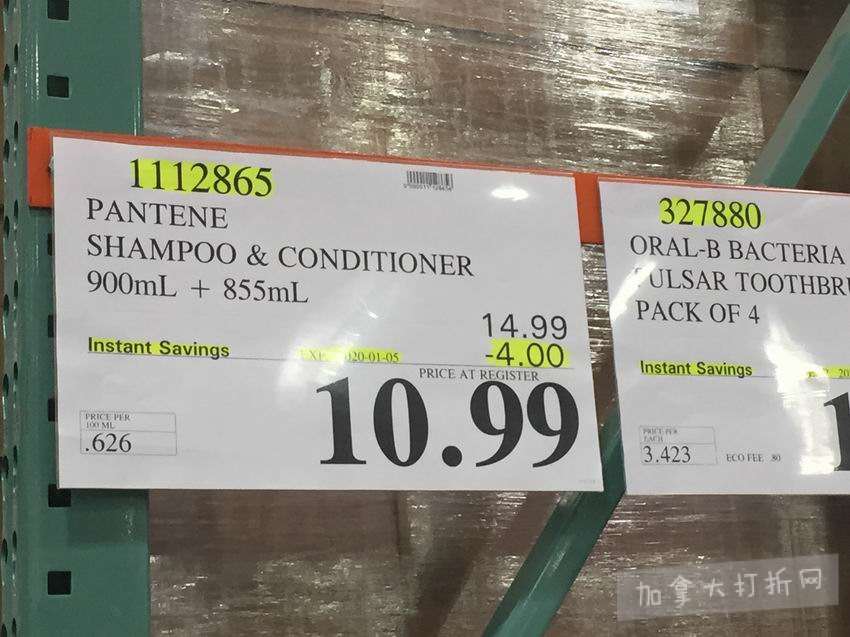 1112865
PANTENE
SHAMPOO & CONDITIONER
900mL + 855mL
14.99
Instant Savings -4.00
PRICE AT REGISTER
10.99
PRICE PER
100 ML
.626
327880
ORAL-B BACTERIA
PACK OF 4
Instant Savings
PRICE PER
EACH
3.423
ECO FEE .80
加拿大打折网